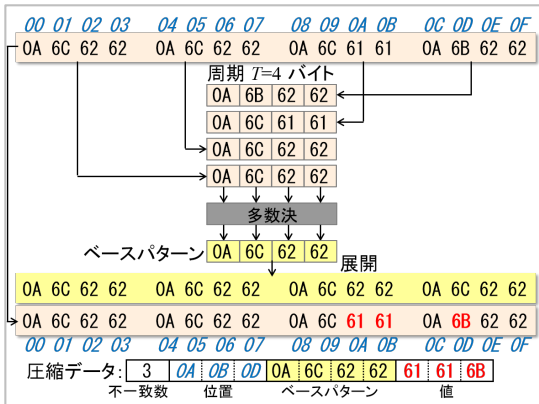 00 01 02 03 04 05 06 07 08 09 0A 0B 0C 0D 0E 0F
0A 6C 62 62 0A 6C 62 62 0A 6C 61 61 0A 6B 62 62
周期 T=4 バイト
0A 6B 62 62
0A 6C 61 61
0A 6C 62 62
0A 6C 62 62
多数決
ベースパターン 0A 6C 62 62
展開
0A 6C 62 62 0A 6C 62 62 0A 6C 62 62 0A 6C 62 62
0A 6C 62 62 0A 6C 62 62 0A 6C 61 61 0A 6B 62 62
00 01 02 03 04 05 06 07 08 09 0A 0B 0C 0D 0E 0F
圧縮データ: 3 0A 0B 0D 0A 6C 62 62 61 61 6B
不一致数 位置 ベースパターン 値